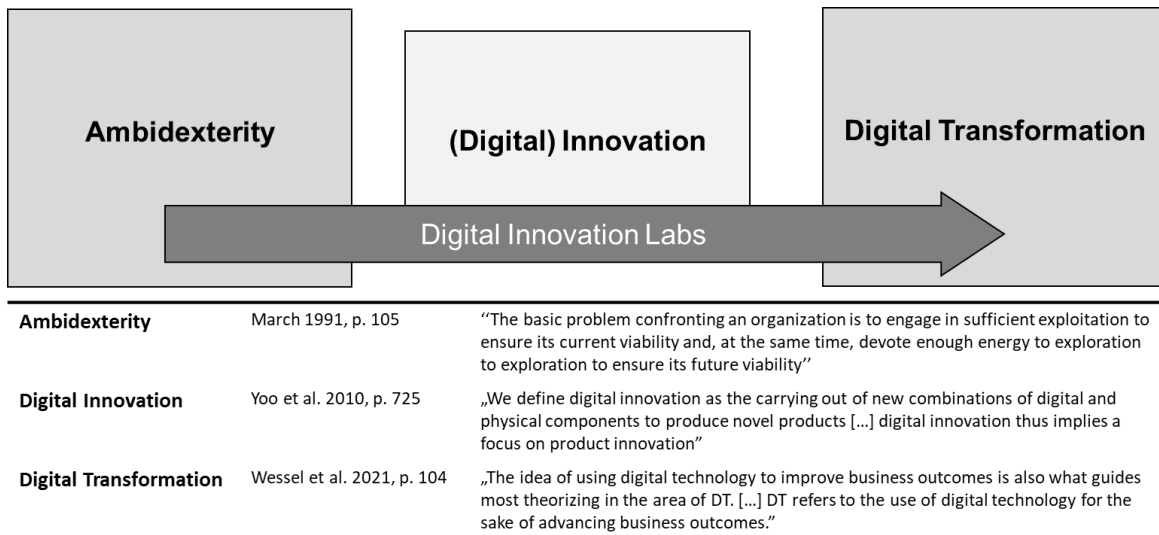 Ambidexterity
(Digital) Innovation
Digital Transformation
Digital Innovation Labs
Ambidexterity March 1991, p. 105 ‘‘The basic problem confronting an organization is to engage in sufficient exploitation to
ensure its current viability and, at the same time, devote enough energy to exploration
to exploration to ensure its future viability’’
Digital Innovation Yoo et al. 2010, p. 725 „We define digital innovation as the carrying out of new combinations of digital and
physical components to produce novel products […] digital innovation thus implies a
focus on product innovation”
Digital Transformation Wessel et al. 2021, p. 104 „The idea of using digital technology to improve business outcomes is also what guides
most theorizing in the area of DT. […] DT refers to the use of digital technology for the
sake of advancing business outcomes.”